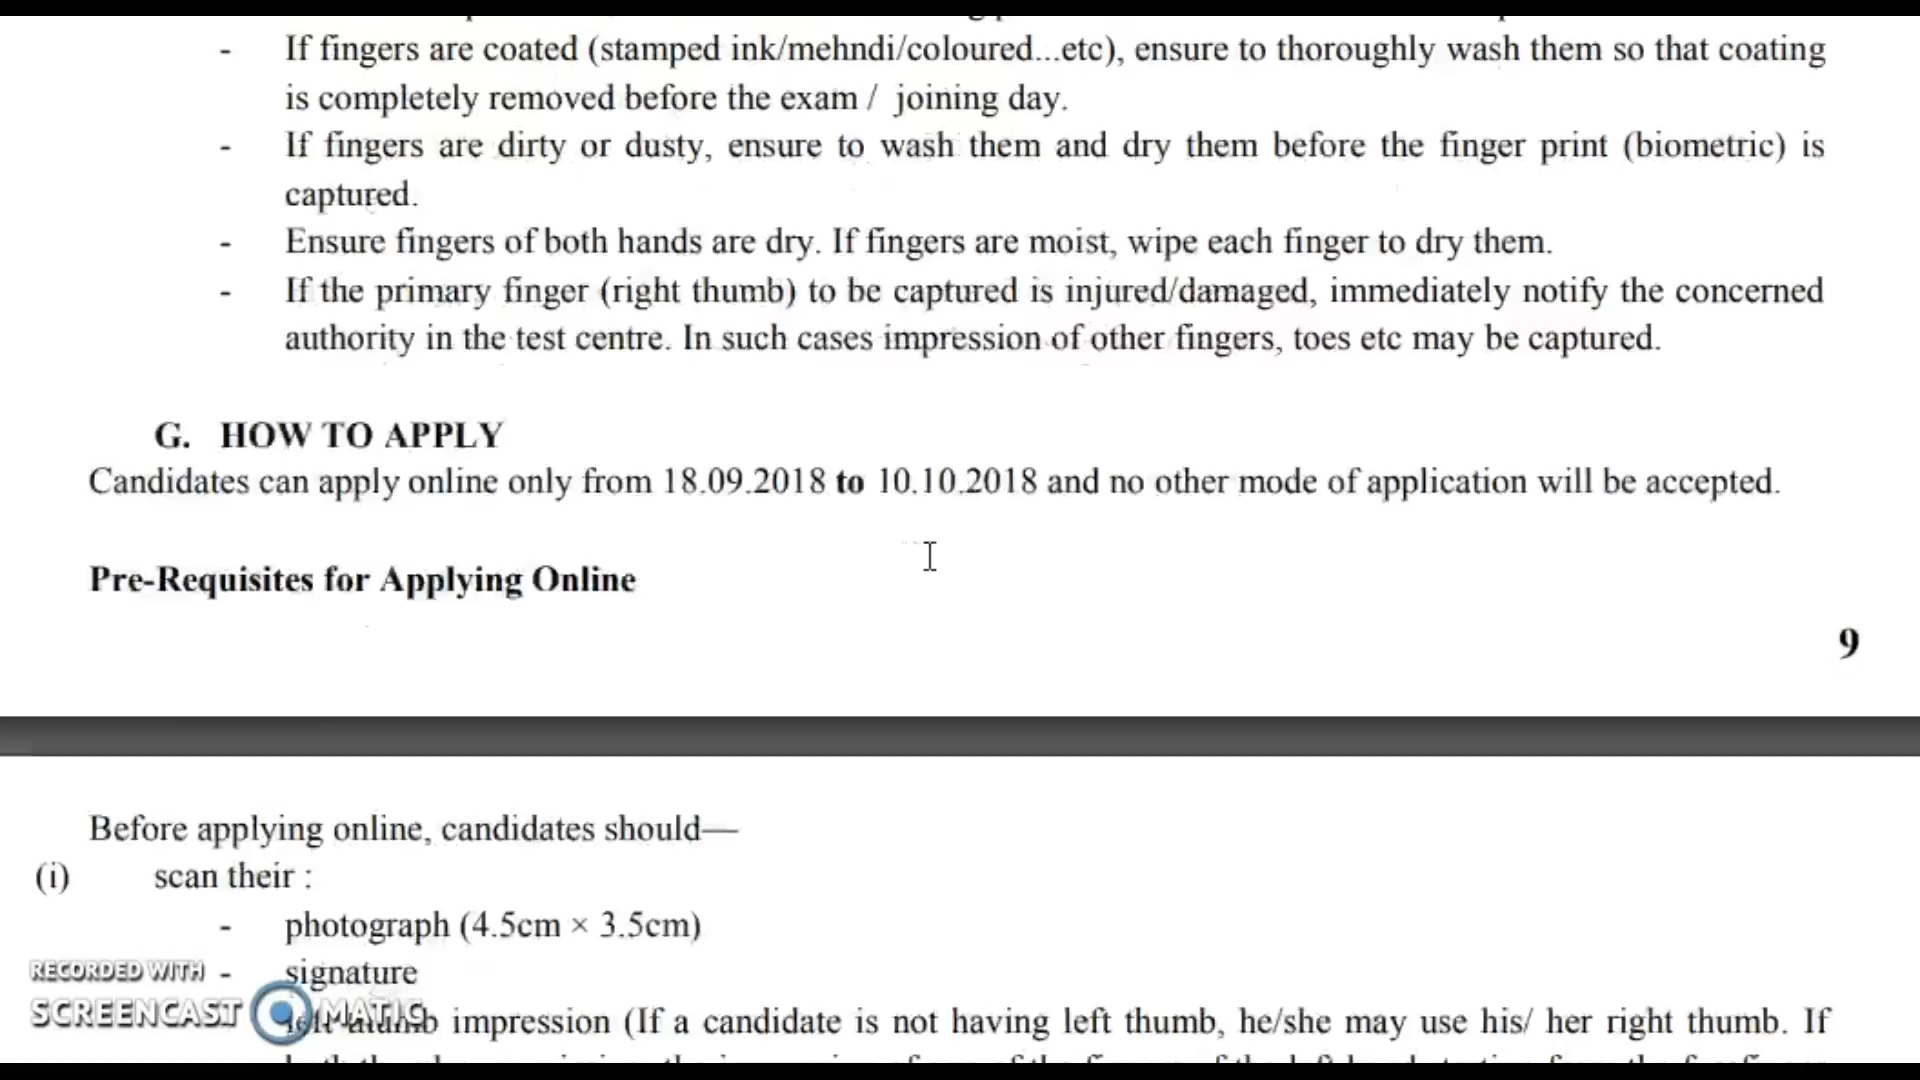 - If fingers are coated (stamped ink/mehndi/coloured...etc), ensure to thoroughly wash them so that coating
is completely removed before the exam / joining day.
- If fingers are dirty or dusty, ensure to wash them and dry them before the finger print (biometric) is
captured.
- Ensure fingers of both hands are dry. If fingers are moist, wipe each finger to dry them.
- If the primary finger (right thumb) to be captured is injured/damaged, immediately notify the concerned
authority in the test centre. In such cases impression of other fingers, toes etc may be captured.
G. HOW TO APPLY
Candidates can apply online only from 18.09.2018 to 10.10.2018 and no other mode of application will be accepted.
Pre-Requisites for Applying Online
9
Before applying online, candidates should—
(i) scan their :
- photograph (4.5cm × 3.5cm)
- signature
left thumb impression (If a candidate is not having left thumb, he/she may use his/ her right thumb. If
RECORDED WITH
SCREENCAST MATIC